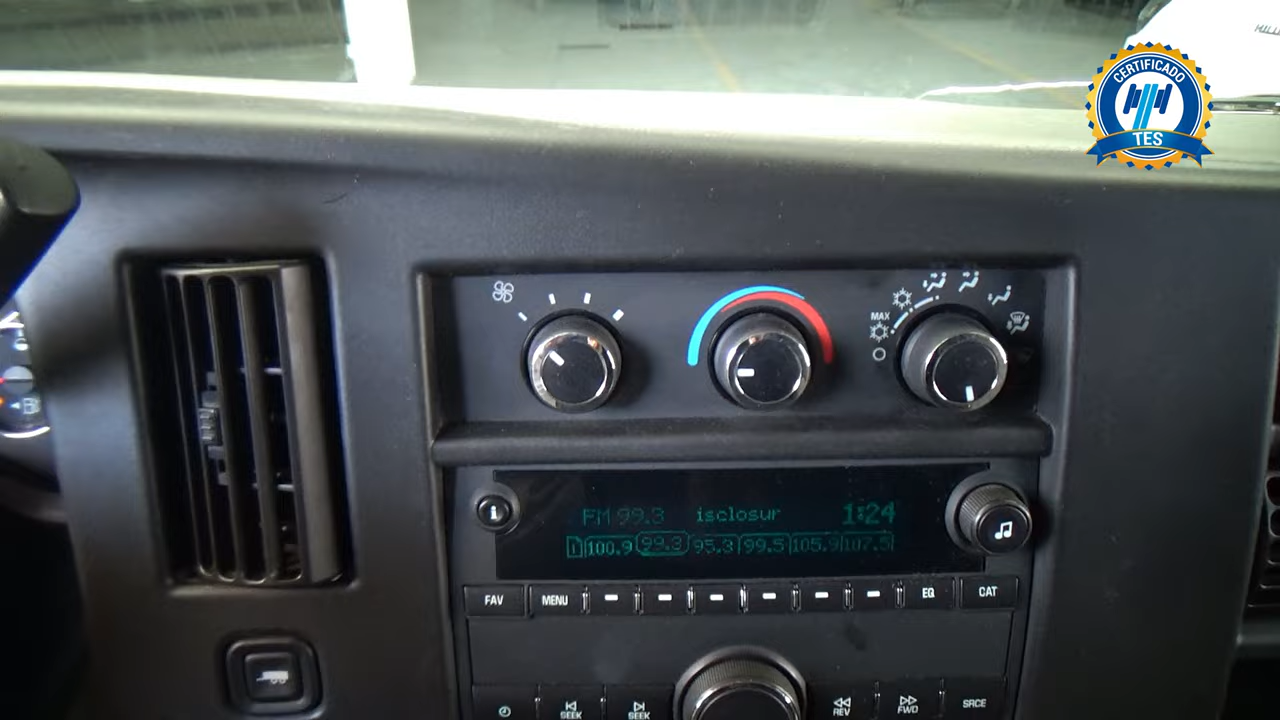 CERTIFICADO
TES
MAX
FM 99.3 isclosur 1:24
1 100.9 99.3 95.3 99.5 105.9 107.5
FAV MENU EQ CAT
SEEK SEEK REV FWD SRCE